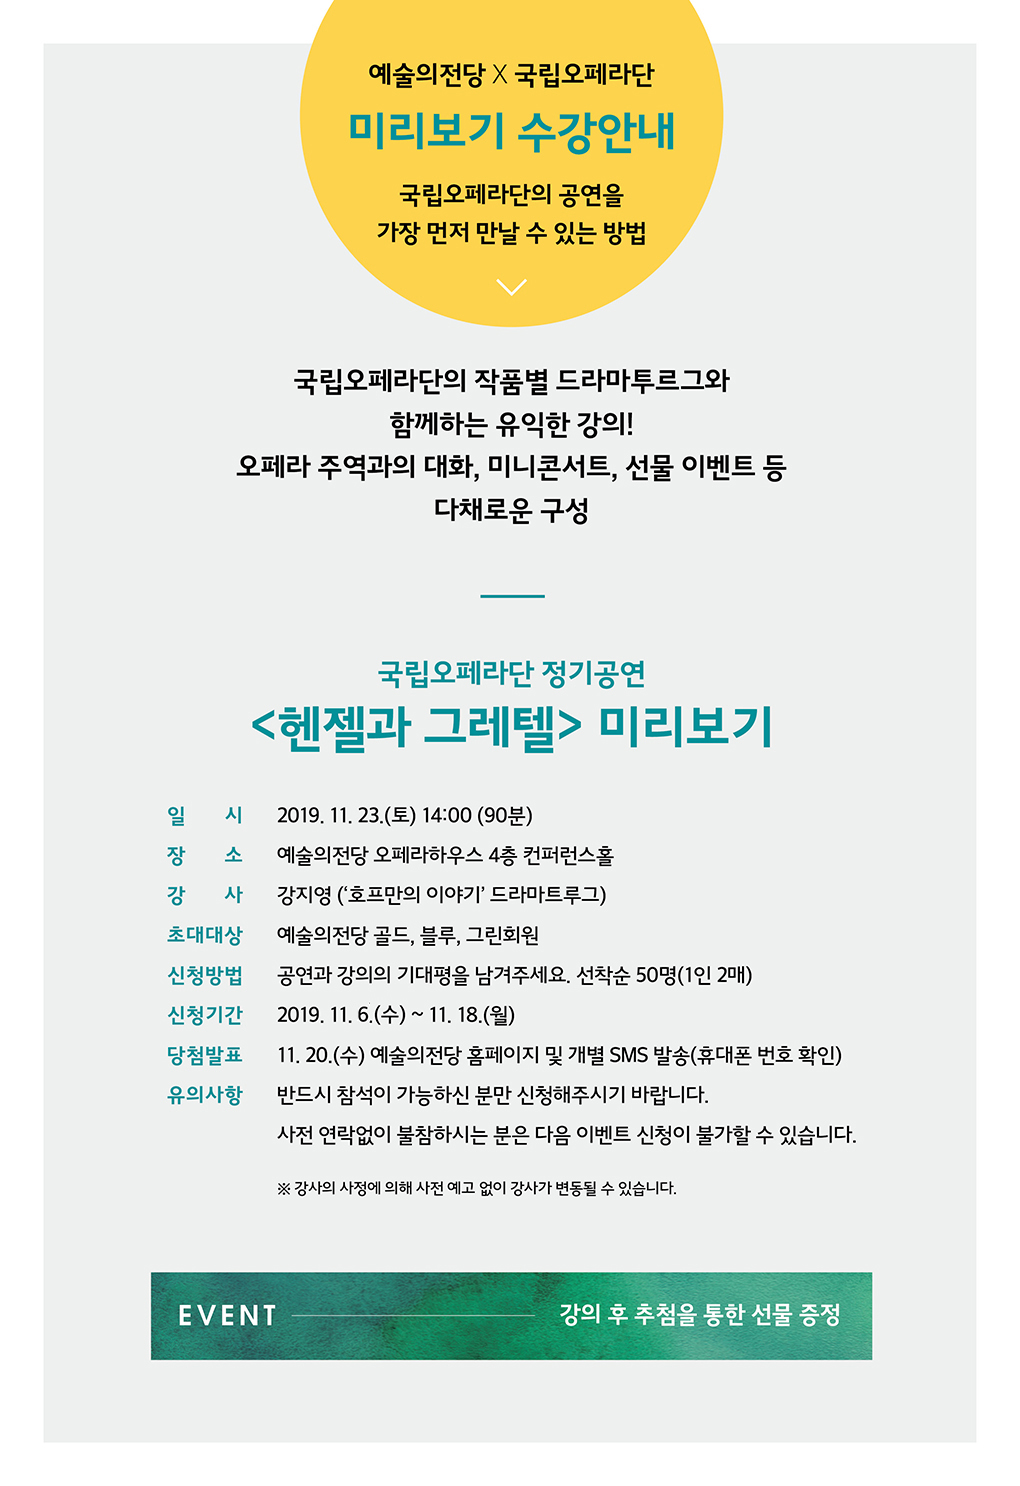 예술의전당 X 국립오페라단
미리보기 수강안내
국립오페라단의 공연을
가장 먼저 만날 수 있는 방법
국립오페라단의 작품별 드라마투르그와
함께하는 유익한 강의!
오페라 주역과의 대화, 미니콘서트, 선물 이벤트 등
다채로운 구성
국립오페라단 정기공연
<헨젤과 그레텔> 미리보기
일 시 2019. 11. 23.(토) 14:00 (90분)
장 소 예술의전당 오페라하우스 4층 컨퍼런스홀
강 사 강지영 (‘호프만의 이야기’ 드라마트루그)
초대대상 예술의전당 골드, 블루, 그린회원
신청방법 공연과 강의의 기대평을 남겨주세요. 선착순 50명(1인 2매)
신청기간 2019. 11. 6.(수) ~ 11. 18.(월)
당첨발표 11. 20.(수) 예술의전당 홈페이지 및 개별 SMS 발송(휴대폰 번호 확인)
유의사항 반드시 참석이 가능하신 분만 신청해주시기 바랍니다.
사전 연락없이 불참하시는 분은 다음 이벤트 신청이 불가할 수 있습니다.
※ 강사의 사정에 의해 사전 예고 없이 강사가 변동될 수 있습니다.
EVENT 강의 후 추첨을 통한 선물 증정